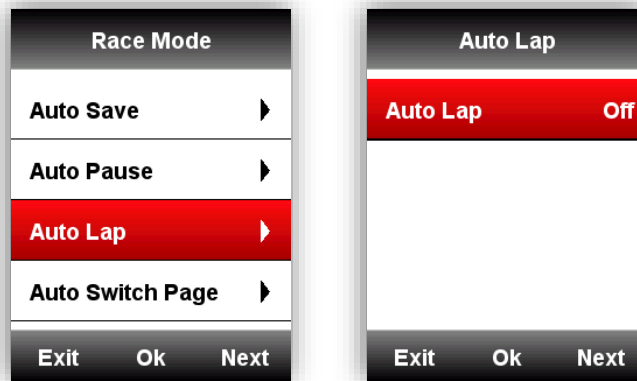 Race Mode
Auto Save
Auto Pause
Auto Lap
Auto Switch Page
Exit Ok Next
Auto Lap
Auto Lap Off
Exit Ok Next